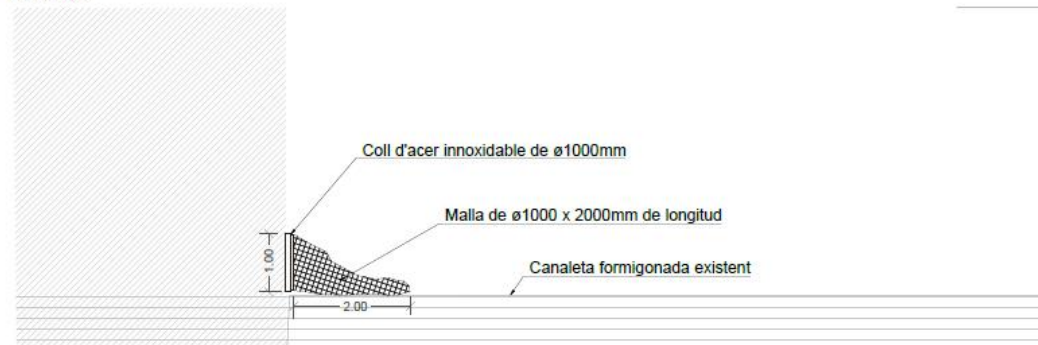 Coll d'acer innoxidable de ø1000mm
Malla de ø1000 x 2000mm de longitud
1.00
Canaleta formigonada existent
2.00